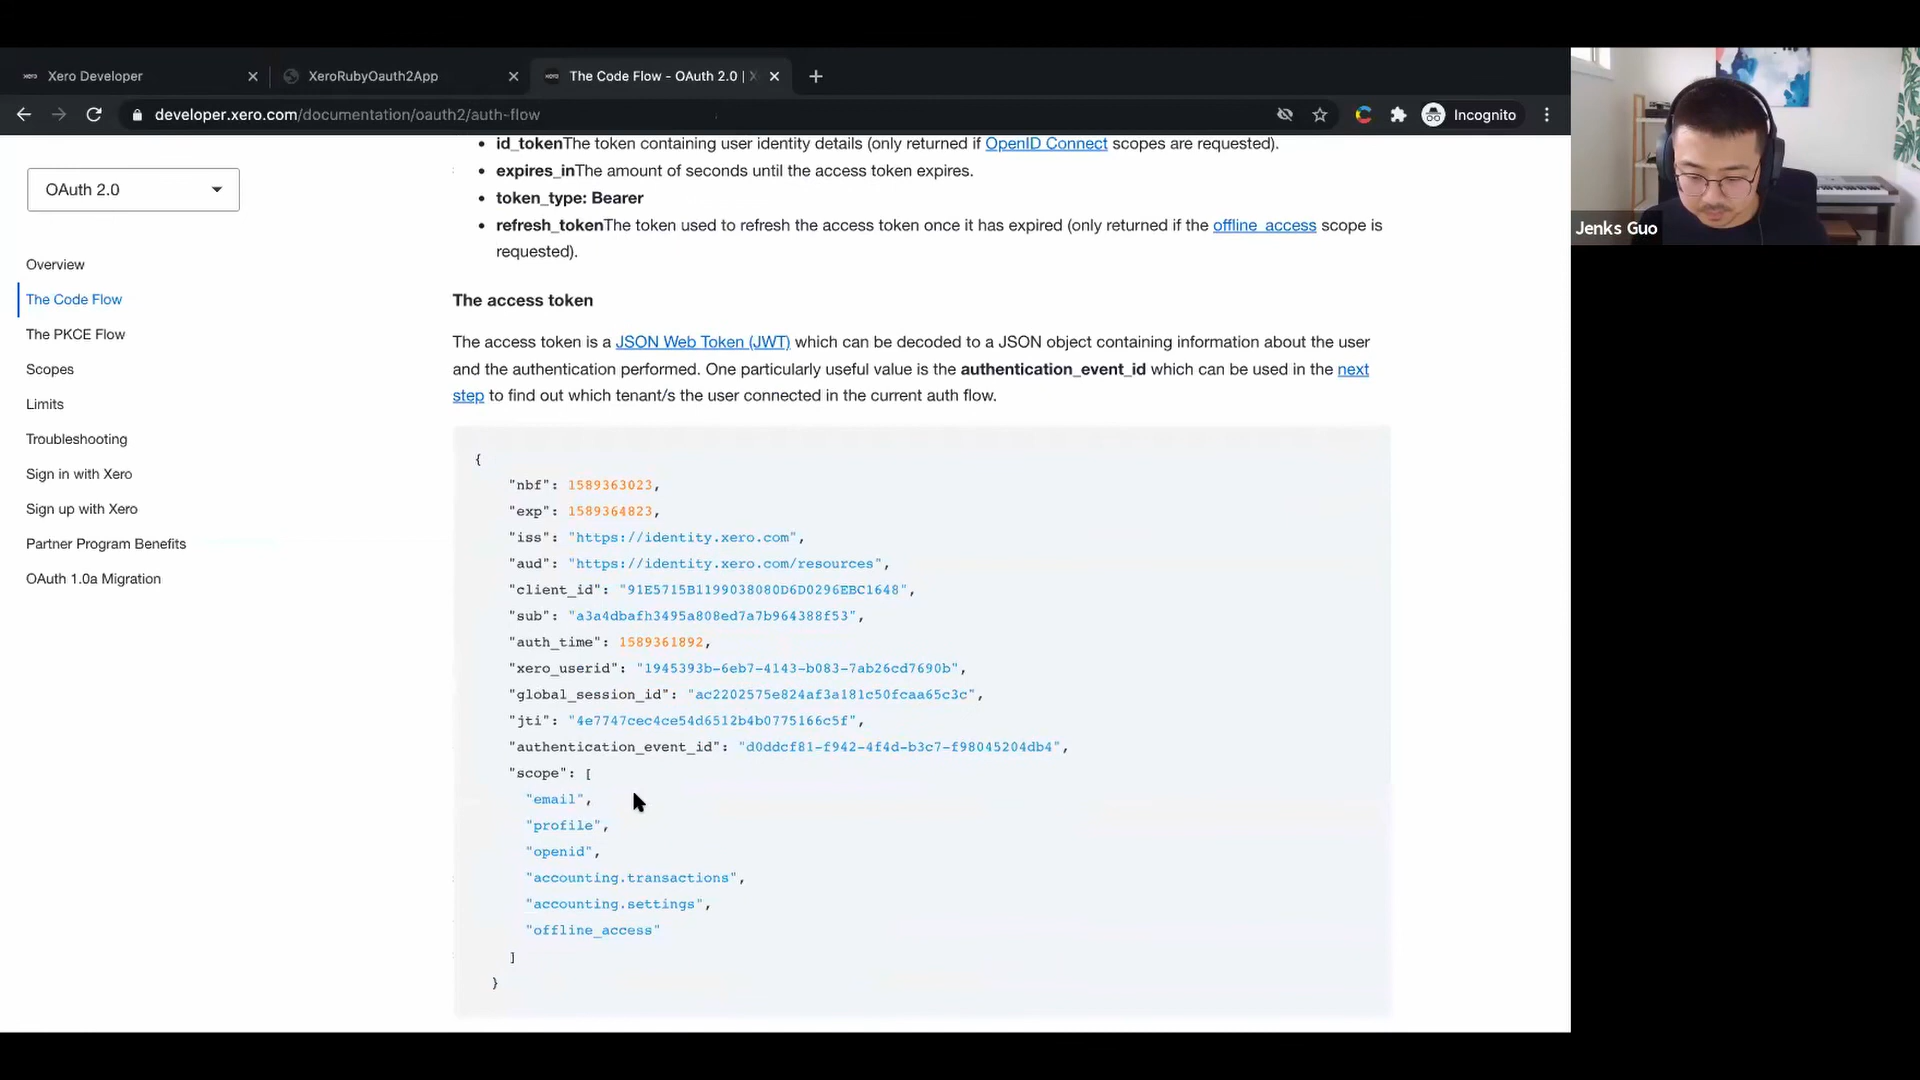 Xero Developer
XeroRubyOauth2App
The Code Flow - OAuth 2.0 | X
developer.xero.com/documentation/oauth2/auth-flow
Incognito
Jenks Guo
OAuth 2.0
Overview
The Code Flow
The PKCE Flow
Scopes
Limits
Troubleshooting
Sign in with Xero
Sign up with Xero
Partner Program Benefits
OAuth 1.0a Migration
id_tokenThe token containing user identity details (only returned if OpenID Connect scopes are requested).
expires_inThe amount of seconds until the access token expires.
token_type: Bearer
refresh_tokenThe token used to refresh the access token once it has expired (only returned if the offline_access scope is
requested).
The access token
The access token is a JSON Web Token (JWT) which can be decoded to a JSON object containing information about the user
and the authentication performed. One particularly useful value is the authentication_event_id which can be used in the next
step to find out which tenant/s the user connected in the current auth flow.
{
"nbf": 1589363023,
"exp": 1589364823,
"iss": "https://identity.xero.com",
"aud": "https://identity.xero.com/resources",
"client_id": "91E5715B1199038080D6D0296EBC1648",
"sub": "a3a4dbafh3495a808ed7a7b964388f53",
"auth_time": 1589361892,
"xero_userid": "1945393b-6eb7-4143-b083-7ab26cd7690b",
"global_session_id": "ac2202575e824af3a181c50fcaa65c3c",
"jti": "4e7747cec4ce54d6512b4b0775166c5f",
"authentication_event_id": "d0ddcf81-f942-4f4d-b3c7-f98045204db4",
"scope": [
"email",
"profile",
"openid",
"accounting.transactions",
"accounting.settings",
"offline_access"
]
}